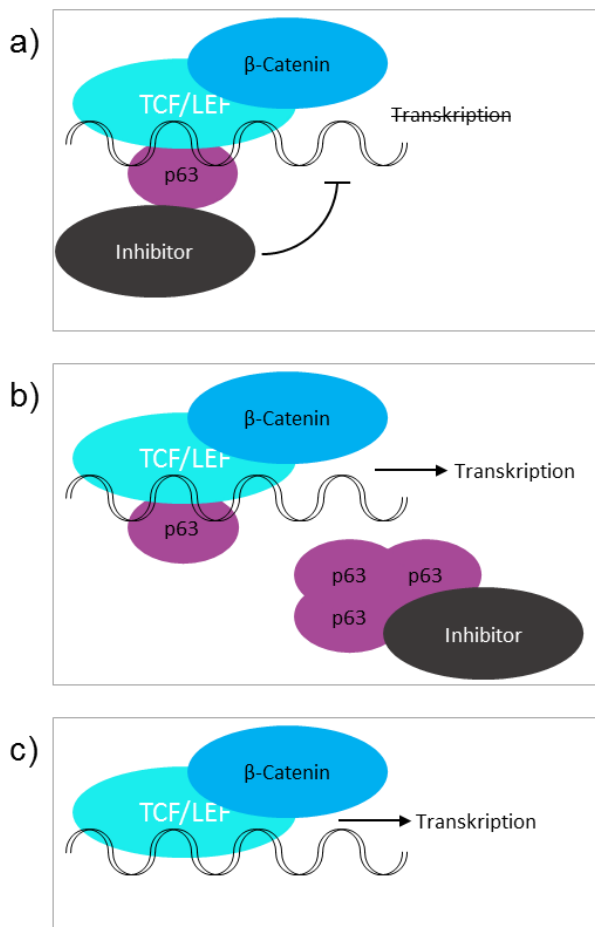 a)
β-Catenin
TCF/LEF
Transkription
p63
Inhibitor
b)
β-Catenin
TCF/LEF
Transkription
p63
p63 p63
p63
Inhibitor
c)
β-Catenin
TCF/LEF
Transkription